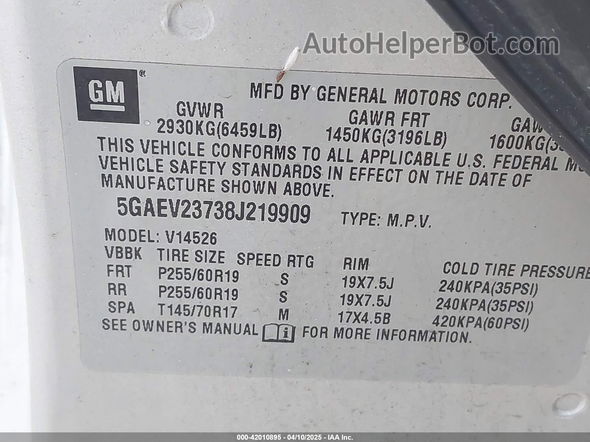 AutoHelperBot.com
GM ®
MFD BY GENERAL MOTORS CORP.
GVWR GAWR FRT
2930KG(6459LB) 1450KG(3196LB) 1600KG
THIS VEHICLE CONFORMS TO ALL APPLICABLE U.S. FEDERAL
VEHICLE SAFETY STANDARDS IN EFFECT ON THE DATE OF
MANUFACTURE SHOWN ABOVE.
5GAEV23738J219909 TYPE: M.P.V.
MODEL: V14526
VBBK TIRE SIZE SPEED RTG RIM COLD TIRE PRESSURE
FRT P255/60R19 S 19X7.5J 240KPA(35PSI)
RR P255/60R19 S 19X7.5J 240KPA(35PSI)
SPA T145/70R17 M 17X4.5B 420KPA(60PSI)
SEE OWNER'S MANUAL FOR MORE INFORMATION.
000-42010895 - 04/10/2025 - IAA Inc.